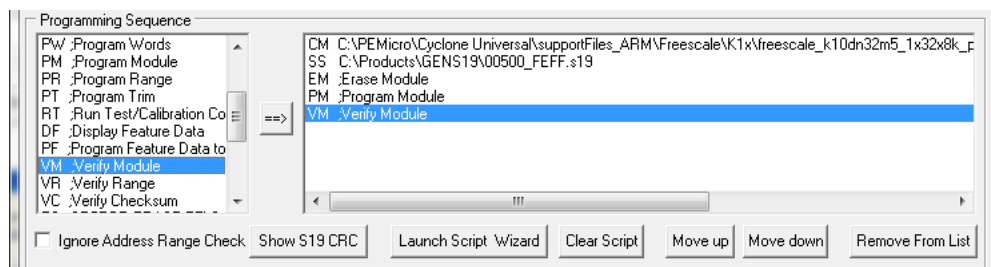 Programming Sequence
PW ;Program Words
PM ;Program Module
PR ;Program Range
PT ;Program Trim
RT ;Run Test/Calibration Co
DF ;Display Feature Data
PF ;Program Feature Data to
VM ;Verify Module
VR ;Verify Range
VC ;Verify Checksum
==>
CM C:\PEMicro\Cyclone Universal\supportFiles_ARM\Freescale\K1x\freescale_k10dn32m5_1x32x8k_p
SS C:\Products\GENS19\00500_FEFF.s19
EM ;Erase Module
PM ;Program Module
VM ;Verify Module
Ignore Address Range Check
Show S19 CRC
Launch Script Wizard
Clear Script
Move up
Move down
Remove From List